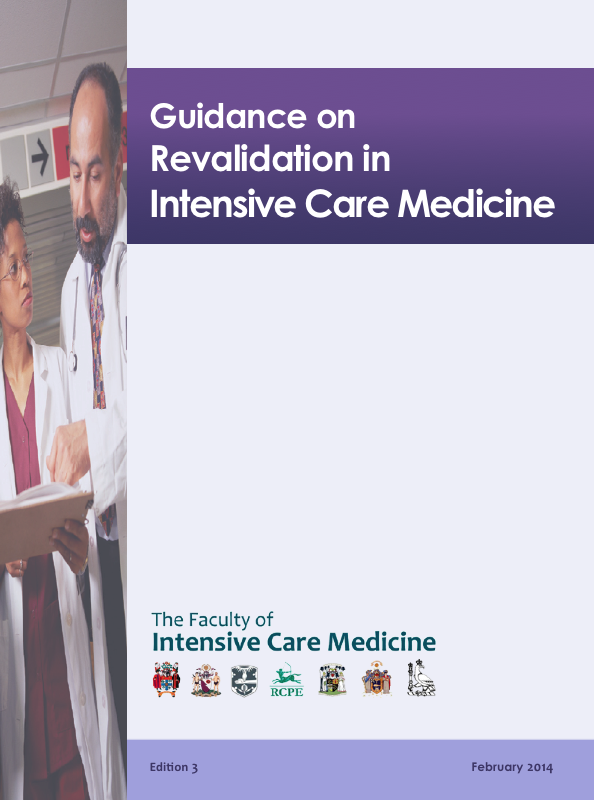 Guidance on
Revalidation in
Intensive Care Medicine
The Faculty of
Intensive Care Medicine
RCPE
Edition 3
February 2014